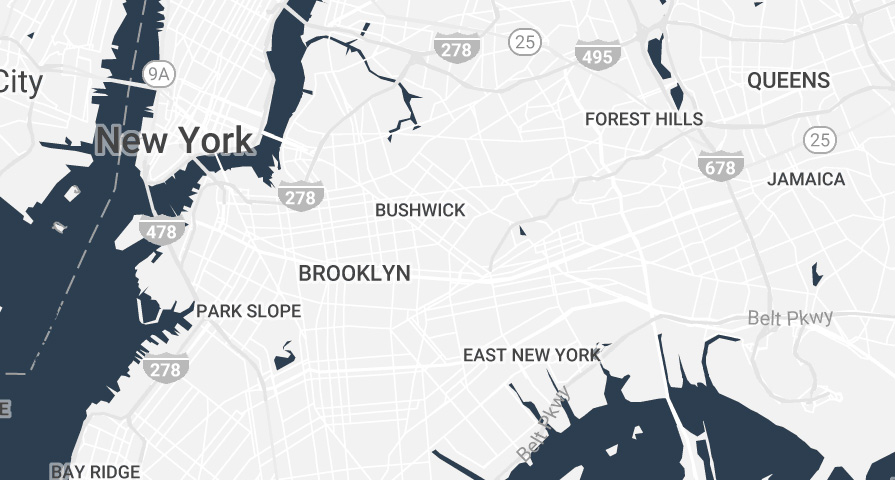 278
25
495
9A
City
QUEENS
FOREST HILLS
New York
25
678
JAMAICA
278
BUSHWICK
478
BROOKLYN
PARK SLOPE
Belt Pkwy
EAST NEW YORK
278
Belt Pkwy
E
BAY RIDGE